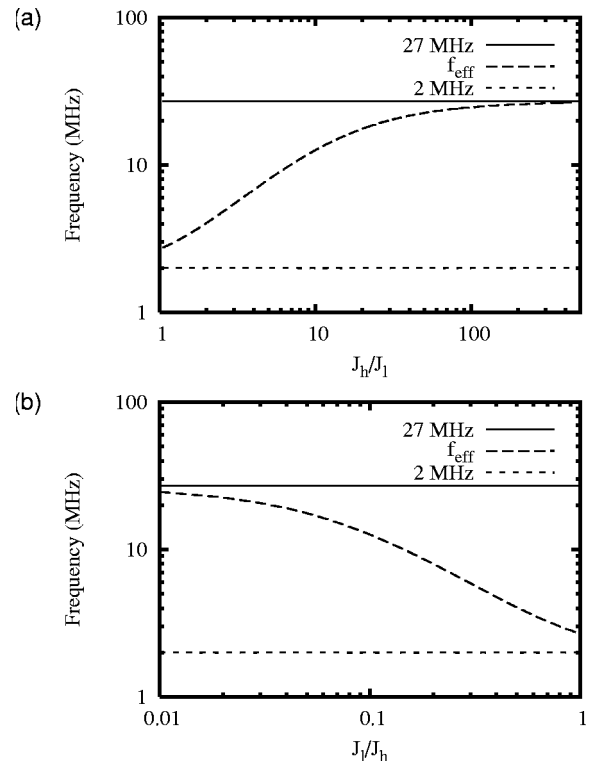 (a)
100
27 MHz
f_eff
2 MHz
Frequency (MHz)
10
1
1 10 100
J_h/J_l
(b)
100
27 MHz
f_eff
2 MHz
Frequency (MHz)
10
1
0.01 0.1 1
J_l/J_h